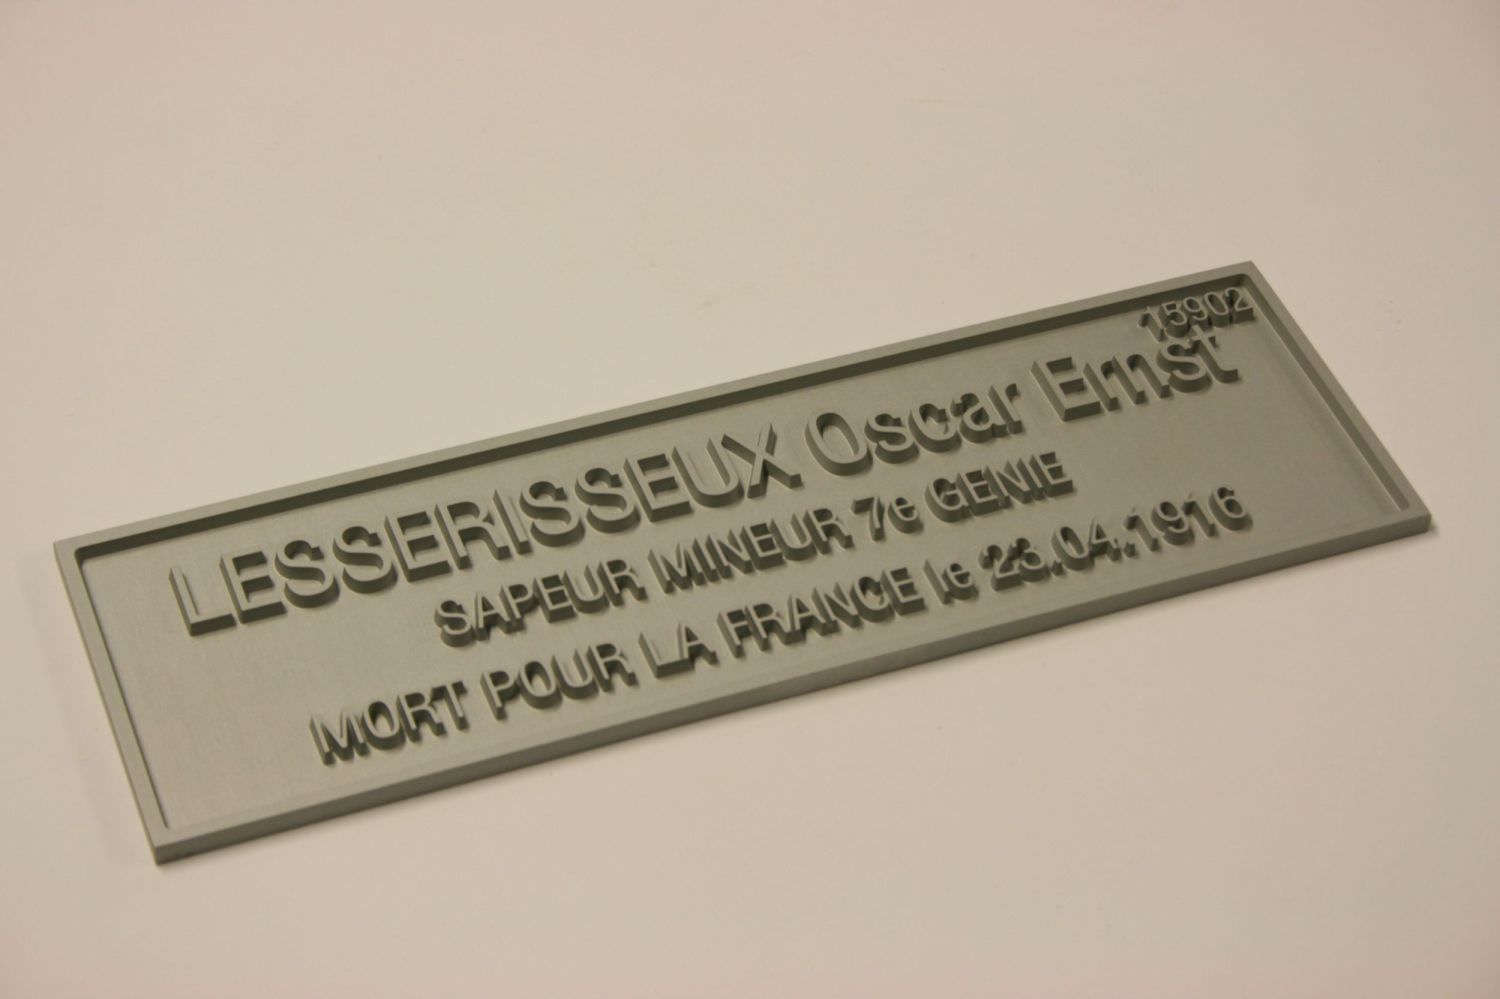 15902
LESSERISSEUX Oscar Ernst
SAPEUR MINEUR 7e GENIE
MORT POUR LA FRANCE le 23.04.1916